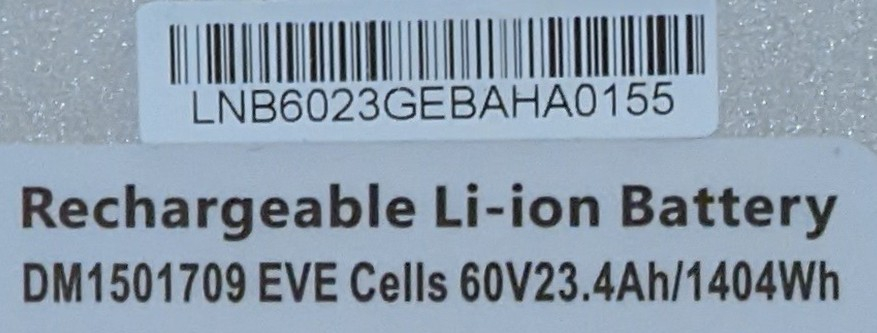 LNB6023GEBAHA0155
Rechargeable Li-ion Battery
DM1501709 EVE Cells 60V23.4Ah/1404Wh